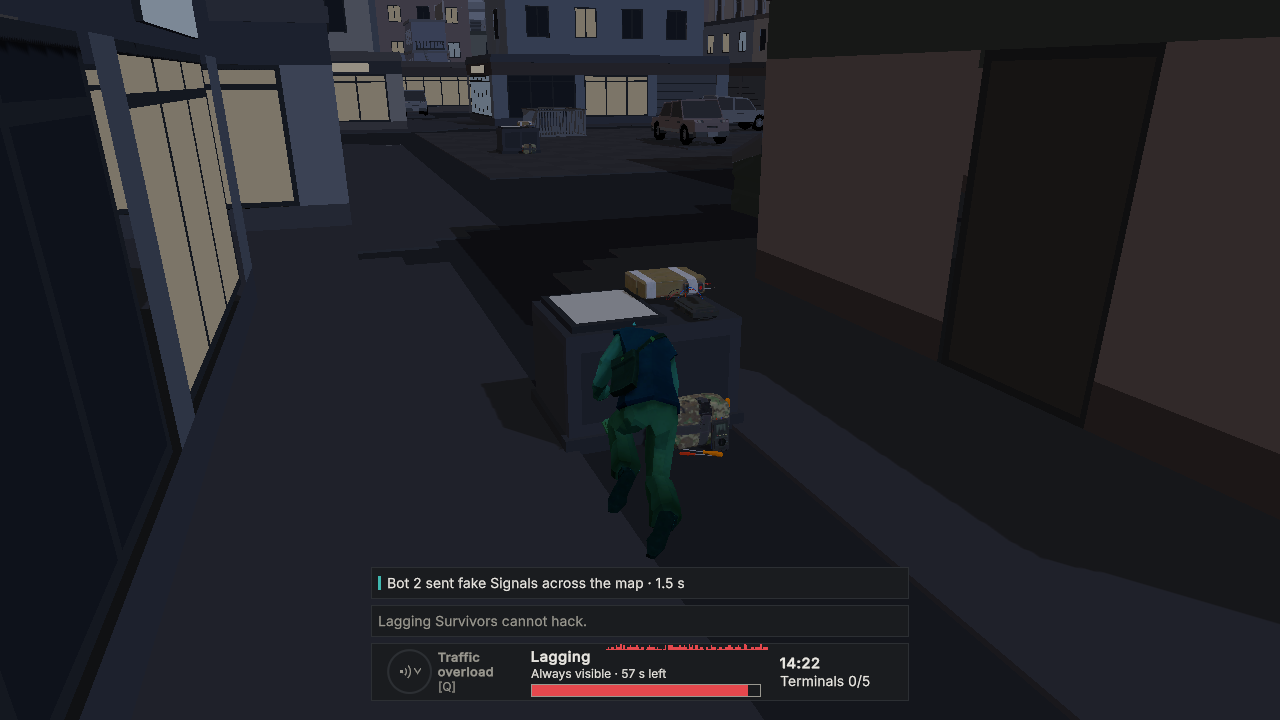 Bot 2 sent fake Signals across the map · 1.5 s
Lagging Survivors cannot hack.
Traffic
overload
[Q]
Lagging
Always visible · 57 s left
14:22
Terminals 0/5